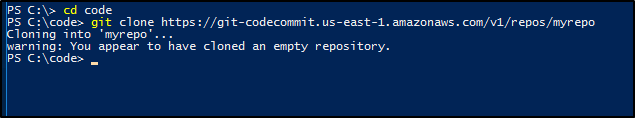 PS C:\> cd code
PS C:\code> git clone https://git-codecommit.us-east-1.amazonaws.com/v1/repos/myrepo
Cloning into 'myrepo'...
warning: You appear to have cloned an empty repository.
PS C:\code>